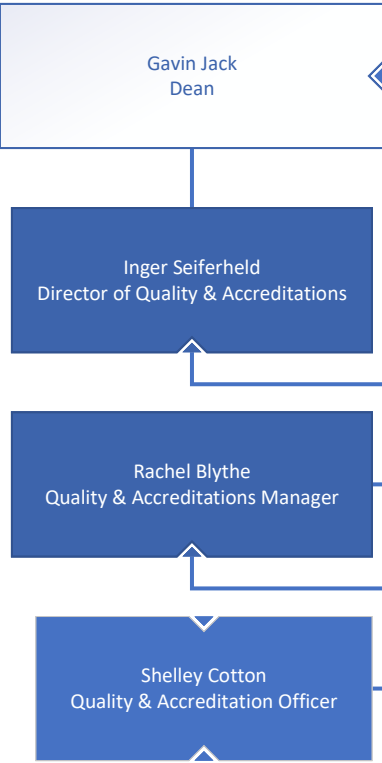 Gavin Jack
Dean
Inger Seiferheld
Director of Quality & Accreditations
Rachel Blythe
Quality & Accreditations Manager
Shelley Cotton
Quality & Accreditation Officer